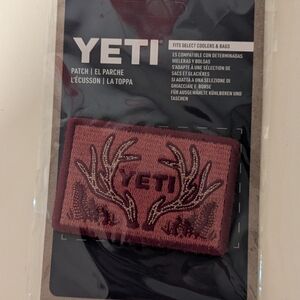 YETI
PATCH | EL PARCHE
L'ÉCUSSON | LA TOPPA
FITS SELECT COOLERS & BAGS
ES COMPATIBLE CON DETERMINADAS
HIELERAS Y BOLSAS
S'ADAPTE À UNE SÉLECTION DE
SACS ET GLACIÈRES
SI ADATTA A UNA SELEZIONE DI
GHIACCIAIE E BORSE
FÜR AUSGEWÄHLTE KÜHLBOXEN UND
TASCHEN
YETI